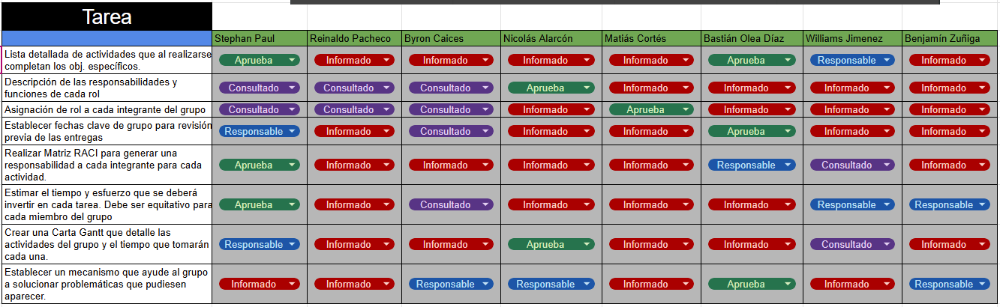 Tarea
Stephan Paul Reinaldo Pacheco Byron Caices Nicolás Alarcón Matiás Cortés Bastián Olea Díaz Williams Jimenez Benjamín Zuñiga
Lista detallada de actividades que al realizarse
completan los obj. específicos.
Aprueba Informado Informado Informado Informado Aprueba Responsable Informado
Descripción de las responsabilidades y
funciones de cada rol
Consultado Consultado Consultado Aprueba Informado Informado Informado Informado
Asignación de rol a cada integrante del grupo
Consultado Consultado Consultado Informado Aprueba Informado Informado Informado
Establecer fechas clave de grupo para revisión
previa de las entregas
Responsable Informado Consultado Informado Informado Aprueba Informado Informado
Realizar Matriz RACI para generar una
responsabilidad a cada integrante para cada
actividad.
Aprueba Informado Informado Informado Informado Responsable Consultado Informado
Estimar el tiempo y esfuerzo que se deberá
invertir en cada tarea. Debe ser equitativo para
cada miembro del grupo
Aprueba Informado Consultado Informado Informado Informado Responsable Responsable
Crear una Carta Gantt que detalle las
actividades del grupo y el tiempo que tomarán
cada una.
Responsable Informado Informado Aprueba Informado Informado Consultado Informado
Establecer un mecanismo que ayude al grupo
a solucionar problemáticas que pudiesen
aparecer.
Informado Informado Responsable Responsable Informado Aprueba Informado Responsable